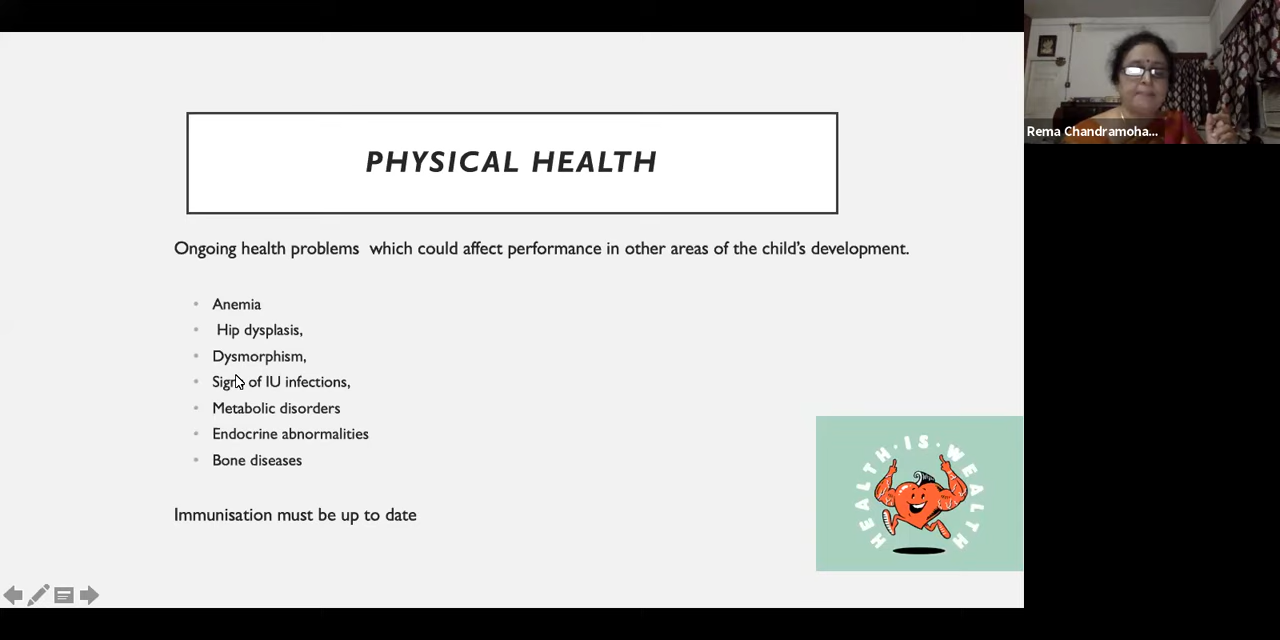 PHYSICAL HEALTH
Rema Chandramoha...
Ongoing health problems which could affect performance in other areas of the child's development.
• Anemia
• Hip dysplasis,
• Dysmorphism,
• Signs of IU infections,
• Metabolic disorders
• Endocrine abnormalities
• Bone diseases
HEALTH · IS · WEALTH
Immunisation must be up to date